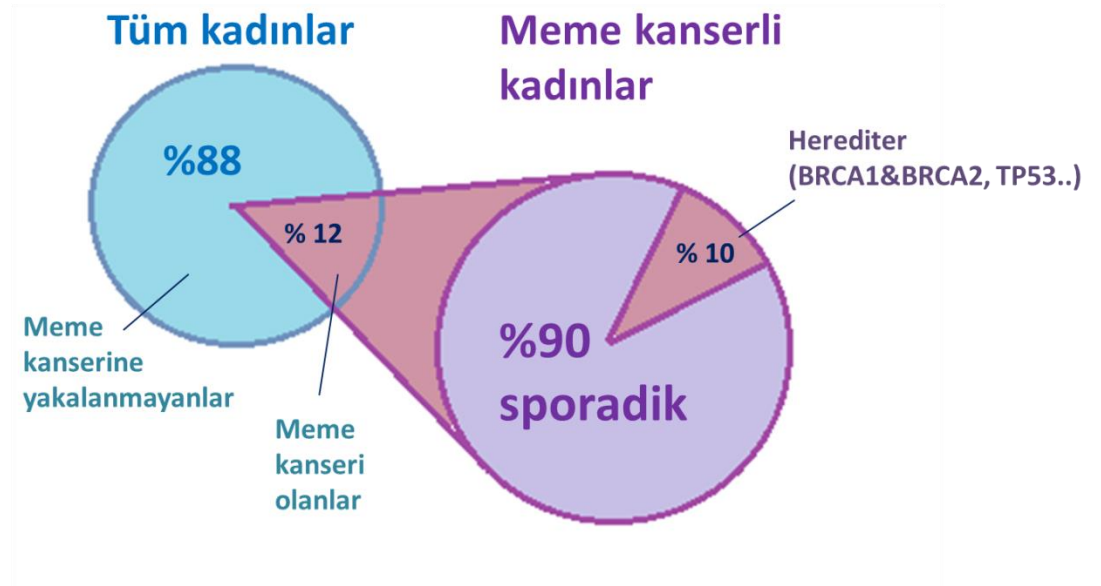 Tüm kadınlar
Meme kanserli
kadınlar
%88
% 12
Meme
kanserine
yakalanmayanlar
Meme
kanseri
olanlar
Herediter
(BRCA1&BRCA2, TP53..)
% 10
%90
sporadik